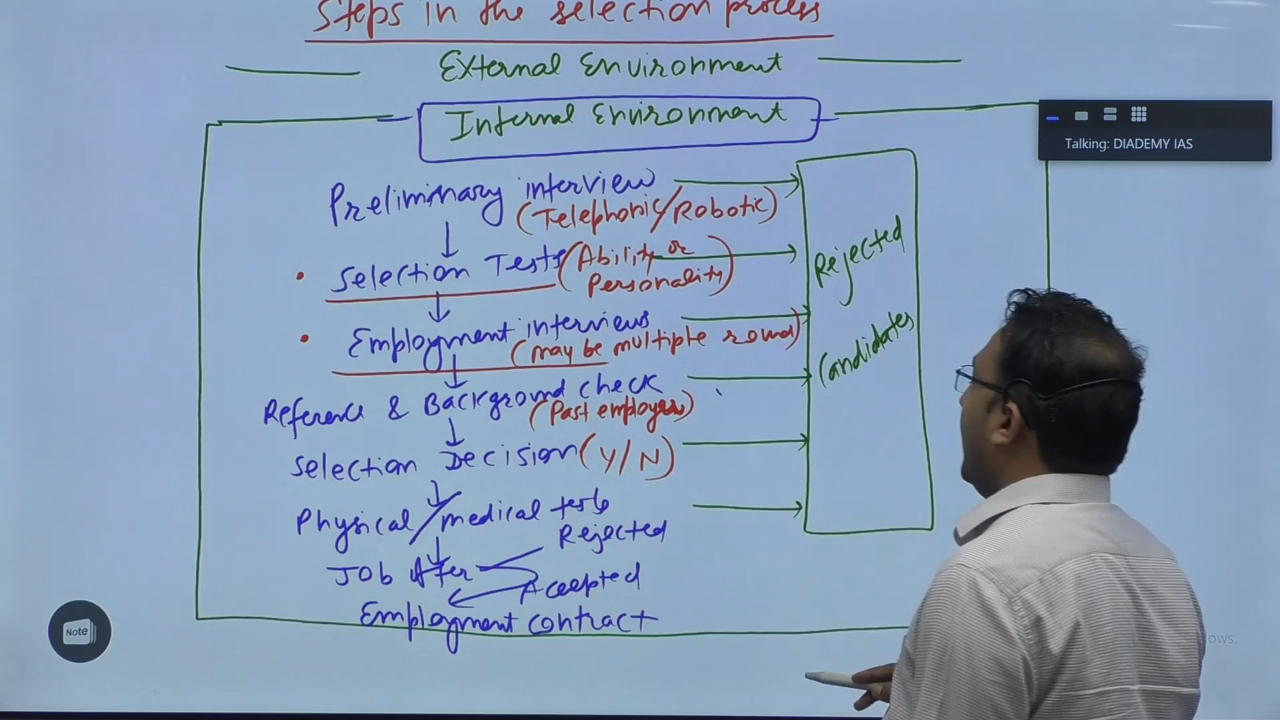 Steps in the selection process
External Environment
Internal Environment
Talking: DIADEMY IAS
Preliminary interview
(Telephonic/Robotic)
Selection Tests (Ability or
Personality)
Employment interviews
(may be multiple round)
Reference & Background check
(Past employer)
Selection Decision (Y/N)
Physical/medical tests
Rejected
Job offer
Accepted
Employment contract
Rejected
Candidates
Note